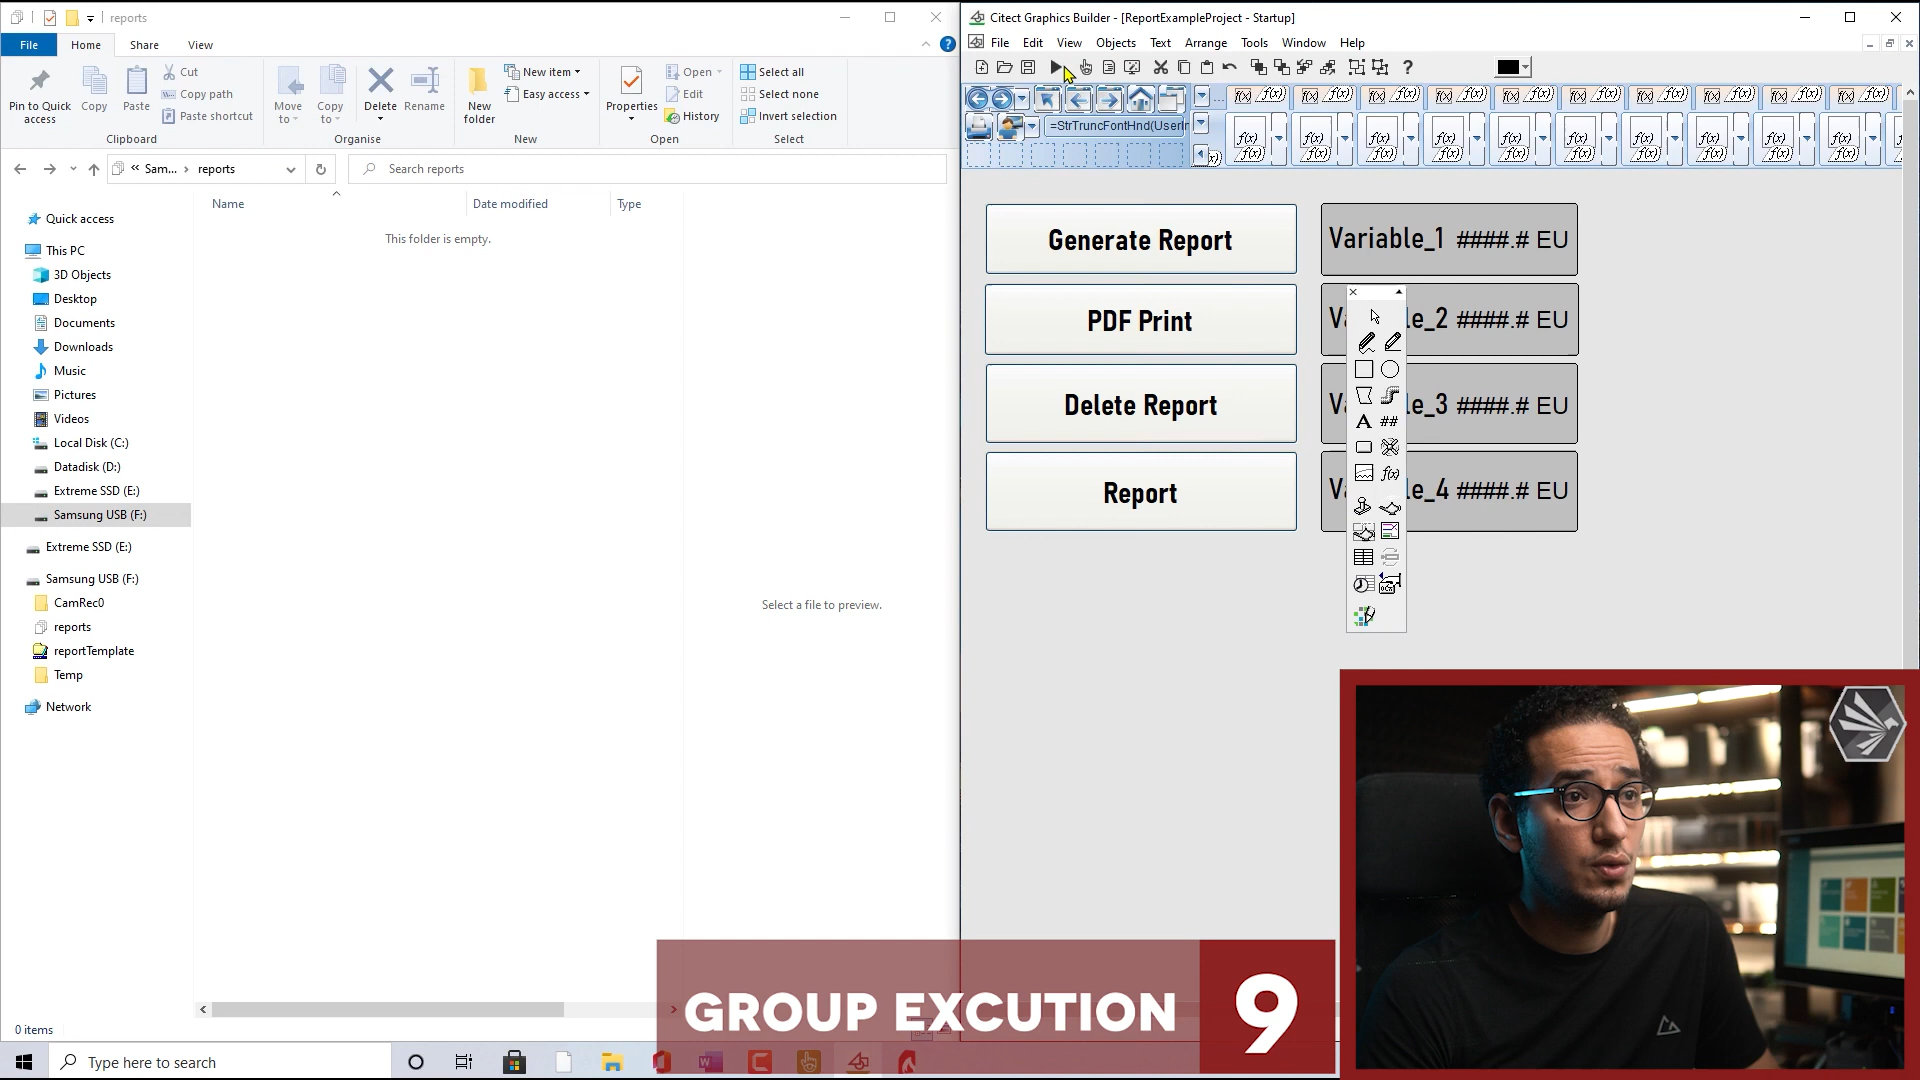 reports
File
Home
Share
View
Pin to Quick access
Copy
Paste
Cut
Copy path
Paste shortcut
Clipboard
Move to
Copy to
Delete
Rename
Organise
New folder
New item
Easy access
New
Properties
Open
Edit
History
Open
Select all
Select none
Invert selection
Select
« Sam... › reports
Search reports
Name
Date modified
Type
This folder is empty.
Select a file to preview.
Quick access
This PC
3D Objects
Desktop
Documents
Downloads
Music
Pictures
Videos
Local Disk (C:)
Datadisk (D:)
Extreme SSD (E:)
Samsung USB (F:)
Extreme SSD (E:)
Samsung USB (F:)
CamRec0
reports
reportTemplate
Temp
Network
0 items
Type here to search
Citect Graphics Builder - [ReportExampleProject - Startup]
File Edit View Objects Text Arrange Tools Window Help
=StrTruncFontHnd(UserIn
Generate Report
Variable_1 ####.# EU
PDF Print
le_2 ####.# EU
Delete Report
le_3 ####.# EU
Report
le_4 ####.# EU
A ##
f(x)
GROUP EXCUTION 9